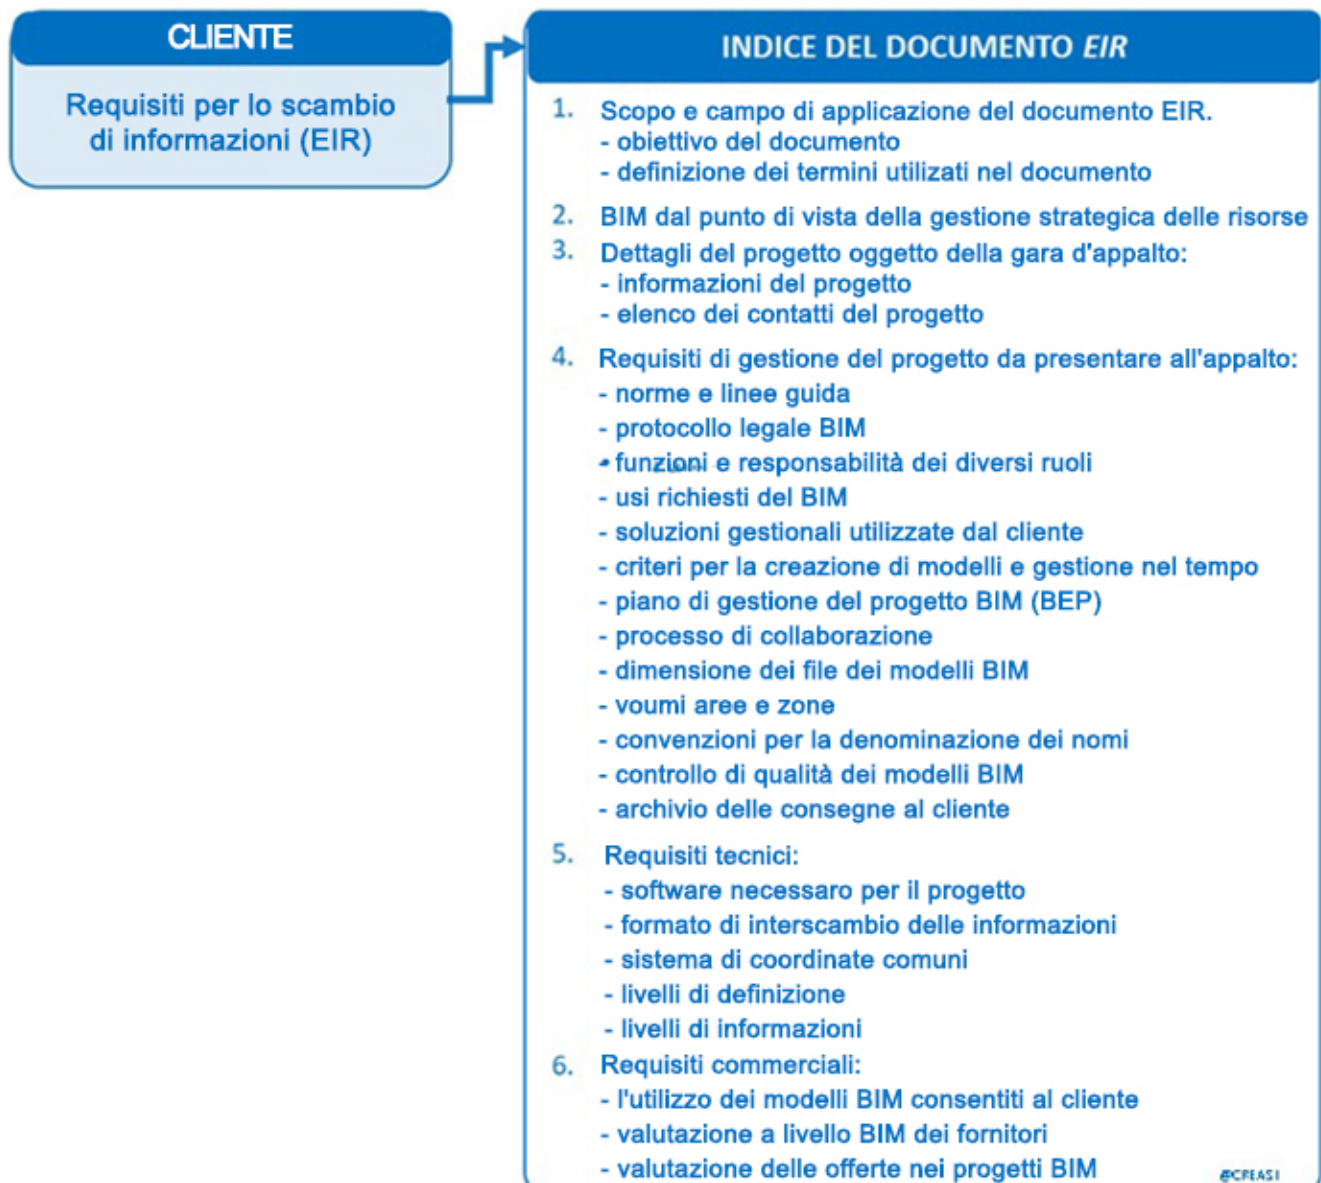 CLIENTE
Requisiti per lo scambio
di informazioni (EIR)
INDICE DEL DOCUMENTO EIR
1. Scopo e campo di applicazione del documento EIR.
- obiettivo del documento
- definizione dei termini utilizati nel documento
2. BIM dal punto di vista della gestione strategica delle risorse
3. Dettagli del progetto oggetto della gara d'appalto:
- informazioni del progetto
- elenco dei contatti del progetto
4. Requisiti di gestione del progetto da presentare all'appalto:
- norme e linee guida
- protocollo legale BIM
- funzioni e responsabilità dei diversi ruoli
- usi richiesti del BIM
- soluzioni gestionali utilizzate dal cliente
- criteri per la creazione di modelli e gestione nel tempo
- piano di gestione del progetto BIM (BEP)
- processo di collaborazione
- dimensione dei file dei modelli BIM
- voumi aree e zone
- convenzioni per la denominazione dei nomi
- controllo di qualità dei modelli BIM
- archivio delle consegne al cliente
5. Requisiti tecnici:
- software necessaro per il progetto
- formato di interscambio delle informazioni
- sistema di coordinate comuni
- livelli di definizione
- livelli di informazioni
6. Requisiti commerciali:
- l'utilizzo dei modelli BIM consentiti al cliente
- valutazione a livello BIM dei fornitori
- valutazione delle offerte nei progetti BIM